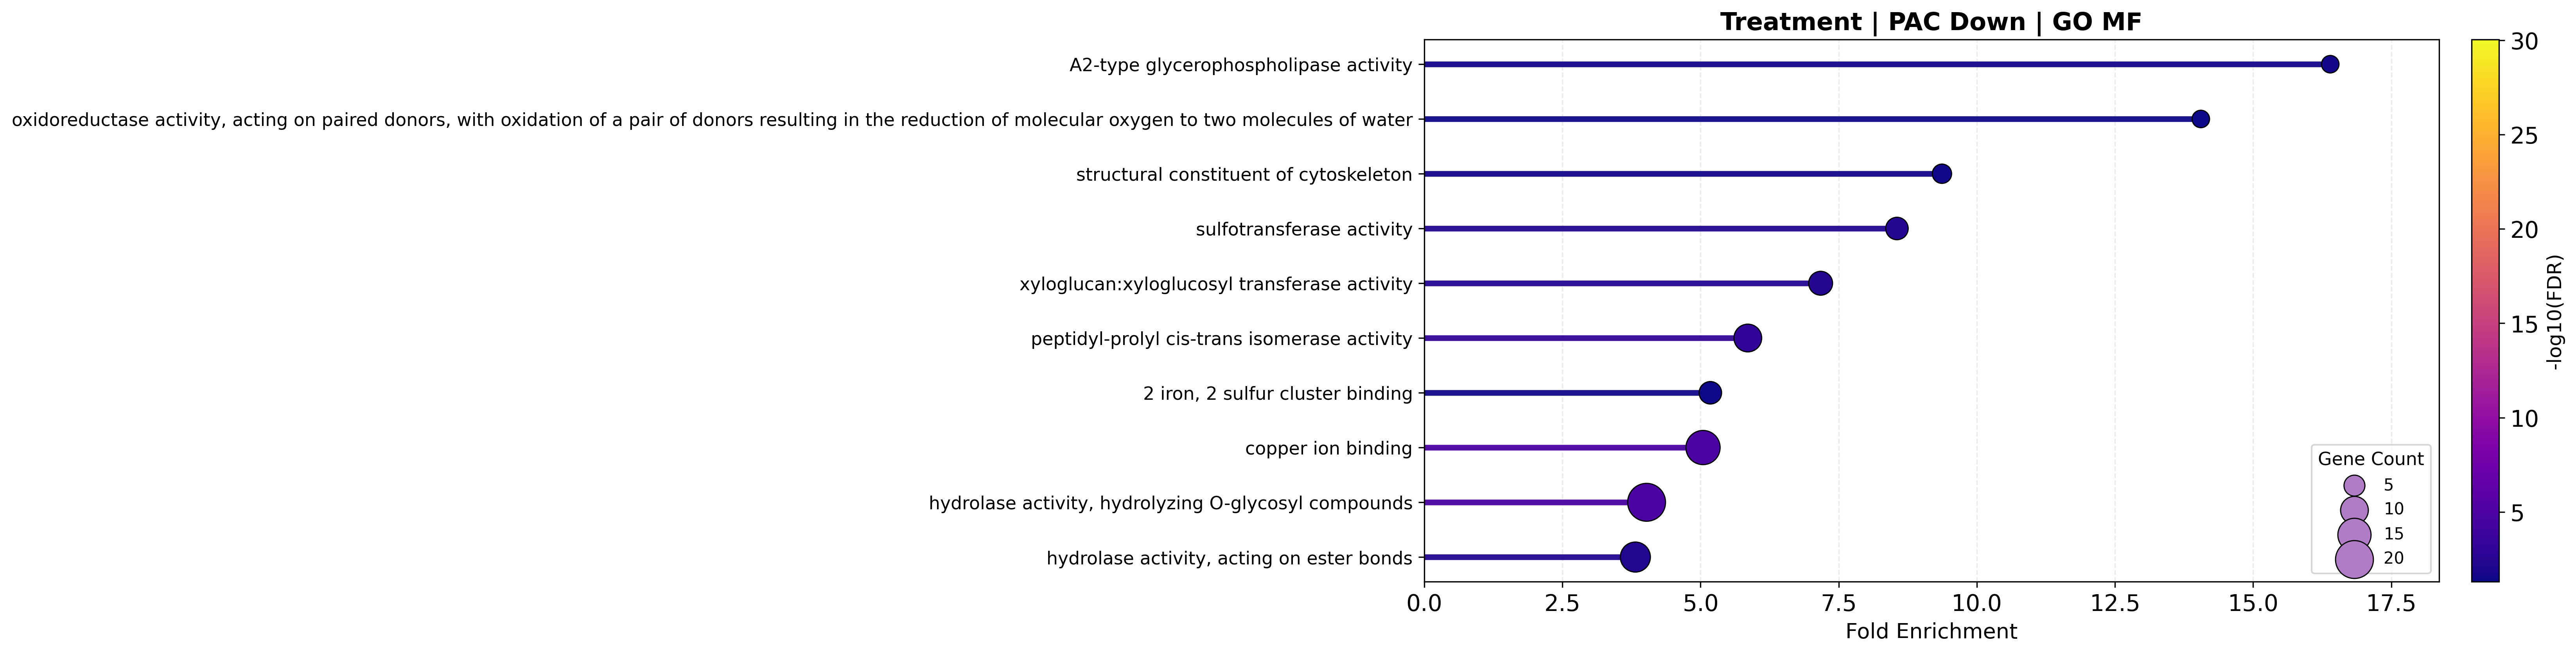 Treatment | PAC Down | GO MF
A2-type glycerophospholipase activity
oxidoreductase activity, acting on paired donors, with oxidation of a pair of donors resulting in the reduction of molecular oxygen to two molecules of water
structural constituent of cytoskeleton
sulfotransferase activity
xyloglucan:xyloglucosyl transferase activity
peptidyl-prolyl cis-trans isomerase activity
2 iron, 2 sulfur cluster binding
copper ion binding
hydrolase activity, hydrolyzing O-glycosyl compounds
hydrolase activity, acting on ester bonds
0.0 2.5 5.0 7.5 10.0 12.5 15.0 17.5
Fold Enrichment
Gene Count
5
10
15
20
30
25
20
15
10
5
-log10(FDR)